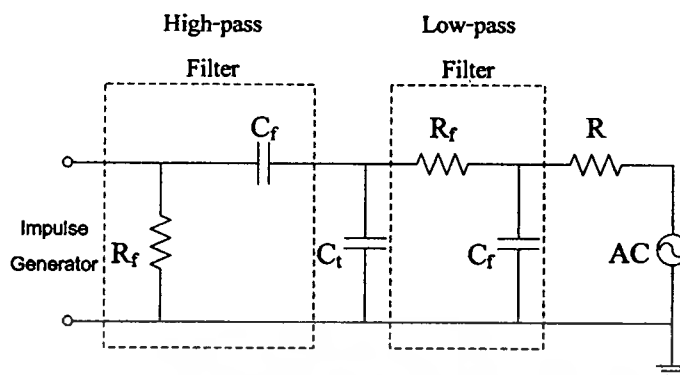 High-pass
Filter
Low-pass
Filter
C_f
R_f
R
Impulse
Generator
R_f
C_t
C_f
AC